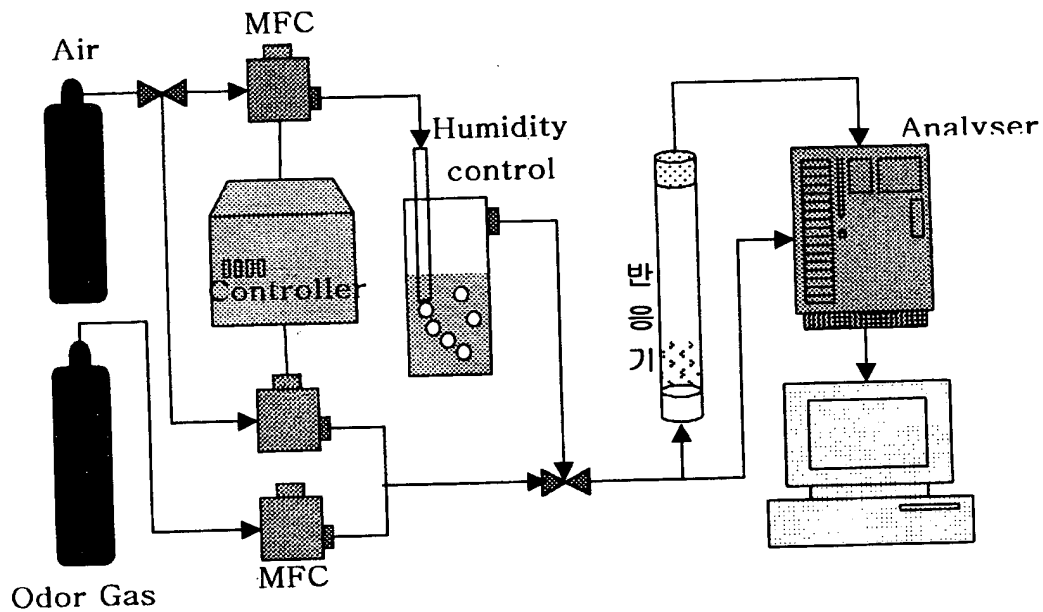 MFC
Air
Humidity
control
Analyser
Controller
반응기
MFC
Odor Gas